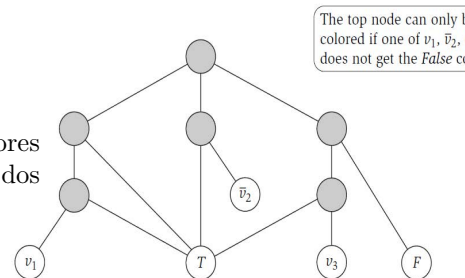 The top node can only b
colored if one of v₁, v̄₂,
does not get the False co
ores
dos
v̄₂
v₁
T
v₃
F